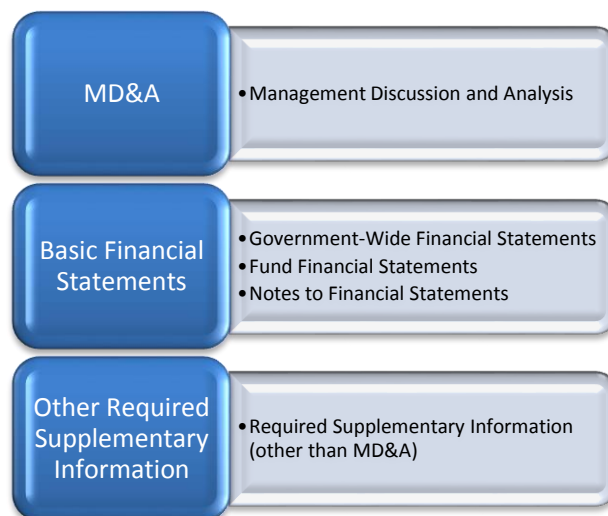 MD&A
•Management Discussion and Analysis
Basic Financial
Statements
•Government-Wide Financial Statements
•Fund Financial Statements
•Notes to Financial Statements
Other Required
Supplementary
Information
•Required Supplementary Information
(other than MD&A)